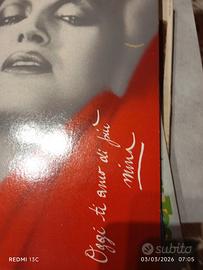 Oggi ti amo di più
mina
subito
REDMI 13C
03/03/2026 07:05